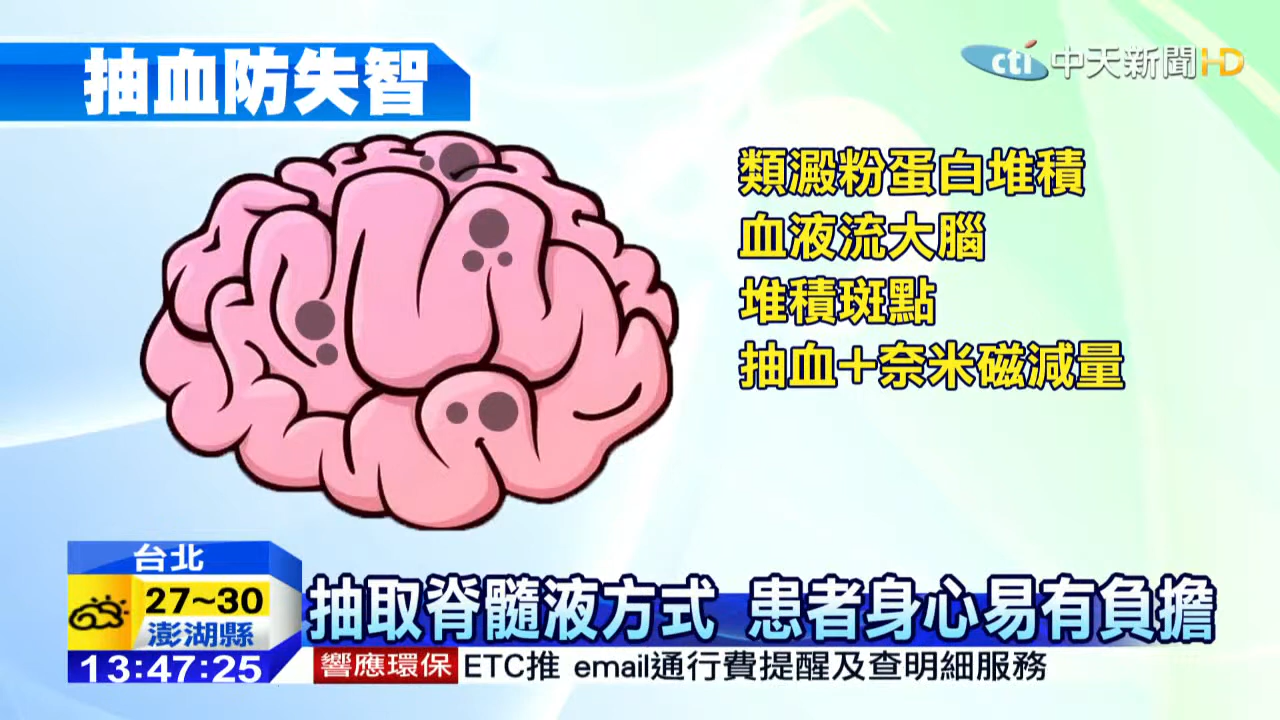 抽血防失智
cti 中天新聞HD
類澱粉蛋白堆積
血液流大腦
堆積斑點
抽血+奈米磁減量
台北
27~30
澎湖縣
13:47:25
抽取脊髓液方式 患者身心易有負擔
響應環保 ETC推 email通行費提醒及查明細服務